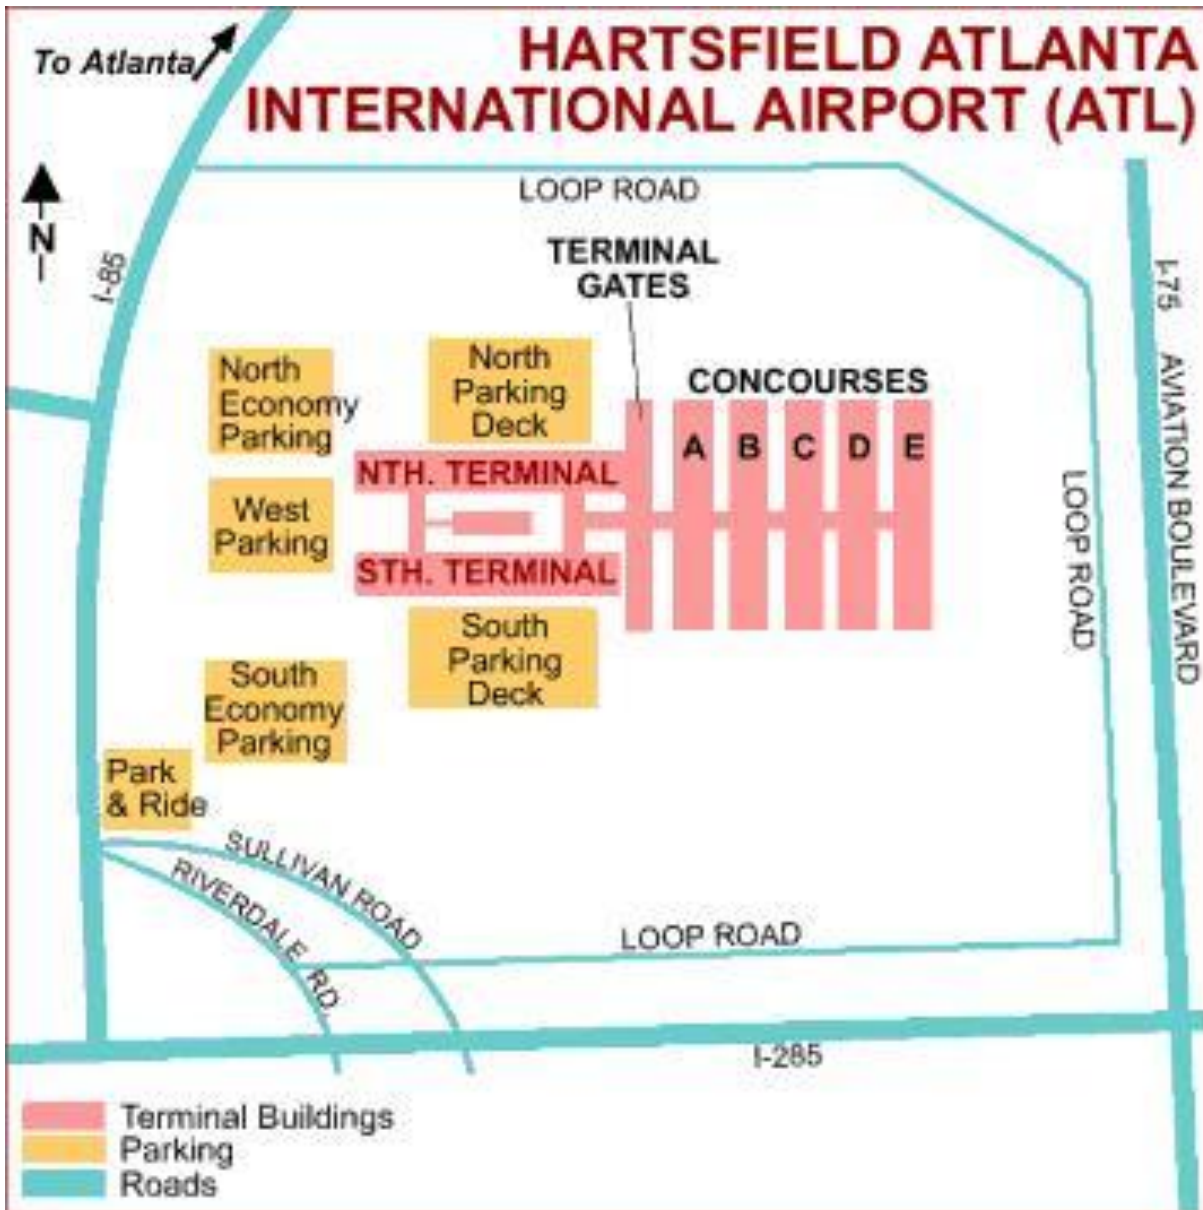 To Atlanta
HARTSFIELD ATLANTA
INTERNATIONAL AIRPORT (ATL)
N
I-85
LOOP ROAD
TERMINAL
GATES
I-75 AVIATION BOULEVARD
North
Economy
Parking
North
Parking
Deck
CONCOURSES
A B C D E
NTH. TERMINAL
West
Parking
STH. TERMINAL
LOOP ROAD
South
Parking
Deck
South
Economy
Parking
Park
& Ride
SULLIVAN ROAD
RIVERDALE RD.
LOOP ROAD
I-285
Terminal Buildings
Parking
Roads